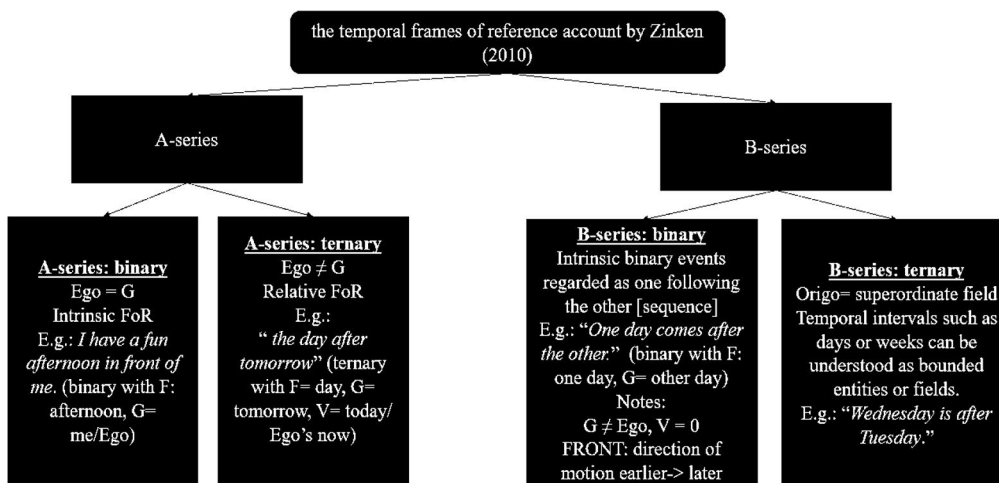 the temporal frames of reference account by Zinken
(2010)
A-series
B-series
A-series: binary
Ego = G
Intrinsic FoR
E.g.: I have a fun
afternoon in front of
me. (binary with F:
afternoon, G=
me/Ego)
A-series: ternary
Ego ≠ G
Relative FoR
E.g.:
“ the day after
tomorrow” (ternary
with F= day, G=
tomorrow, V= today/
Ego’s now)
B-series: binary
Intrinsic binary events
regarded as one following
the other [sequence]
E.g.: “One day comes after
the other.” (binary with F:
one day, G= other day)
Notes:
G ≠ Ego, V = 0
FRONT: direction of
motion earlier-> later
B-series: ternary
Origo= superordinate field
Temporal intervals such as
days or weeks can be
understood as bounded
entities or fields.
E.g.: “Wednesday is after
Tuesday.”